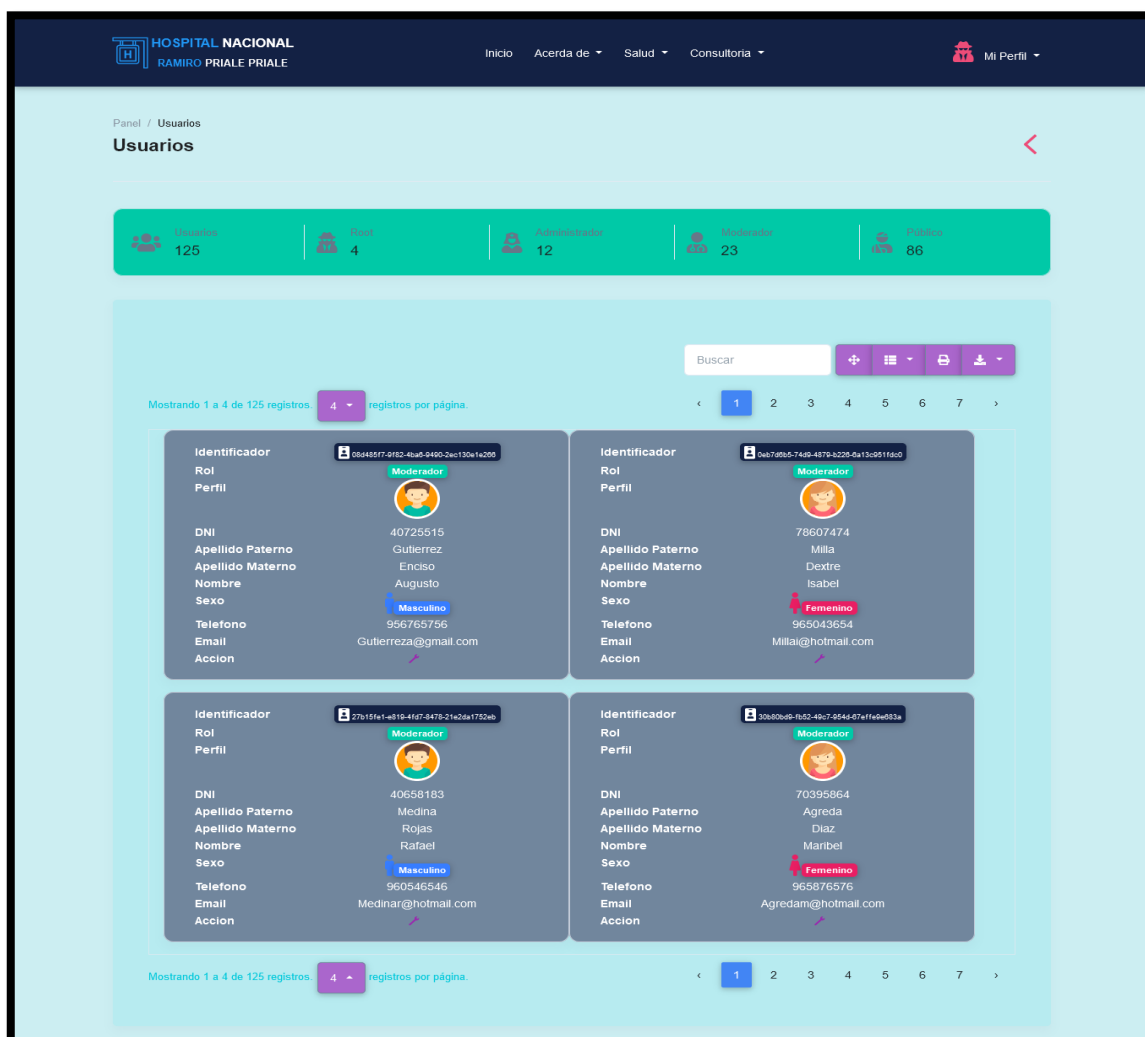 HOSPITAL NACIONAL
RAMIRO PRIALE PRIALE
Inicio Acerda de Salud Consultoria Mi Perfil
Panel / Usuarios
Usuarios
Usuarios Root Administrador Moderador Público
125 4 12 23 86
Buscar
Mostrando 1 a 4 de 125 registros. 4 registros por página. ‹ 1 2 3 4 5 6 7 ›
Identificador 08d485f7-9f82-4ba6-9490-2ec130e1e266
Rol Moderador
Perfil
DNI 40725515
Apellido Paterno Gutierrez
Apellido Materno Enciso
Nombre Augusto
Sexo Masculino
Telefono 956765756
Email Gutierreza@gmail.com
Accion
Identificador 0eb7d6b5-74d9-4879-b226-6a13c951fdc0
Rol Moderador
Perfil
DNI 78607474
Apellido Paterno Milla
Apellido Materno Dextre
Nombre Isabel
Sexo Femenino
Telefono 965043654
Email Millai@hotmail.com
Accion
Identificador 27b15fe1-e819-4fd7-8478-21e2da1752eb
Rol Moderador
Perfil
DNI 40658183
Apellido Paterno Medina
Apellido Materno Rojas
Nombre Rafael
Sexo Masculino
Telefono 960546546
Email Medinar@hotmail.com
Accion
Identificador 30b80bd9-fb52-49c7-954d-67effe9e683a
Rol Moderador
Perfil
DNI 70395864
Apellido Paterno Agreda
Apellido Materno Diaz
Nombre Maribel
Sexo Femenino
Telefono 965876576
Email Agredam@hotmail.com
Accion
Mostrando 1 a 4 de 125 registros. 4 registros por página. ‹ 1 2 3 4 5 6 7 ›